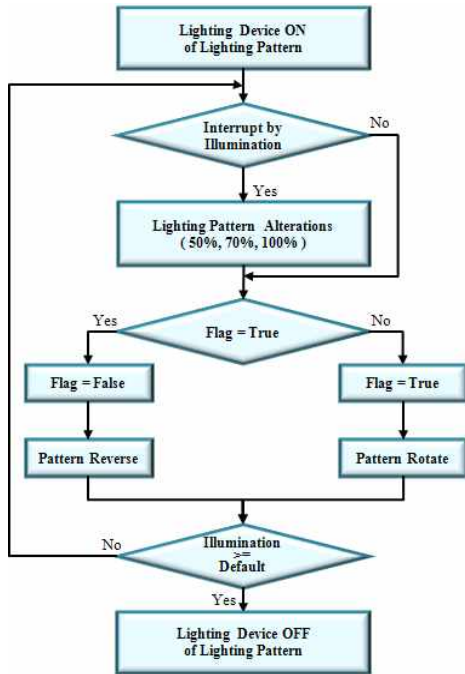 Lighting Device ON
of Lighting Pattern
Interrupt by
Illumination
No
Yes
Lighting Pattern Alterations
( 50%, 70%, 100% )
Yes
Flag = True
No
Flag = False
Flag = True
Pattern Reverse
Pattern Rotate
No
Illumination
>=
Default
Yes
Lighting Device OFF
of Lighting Pattern